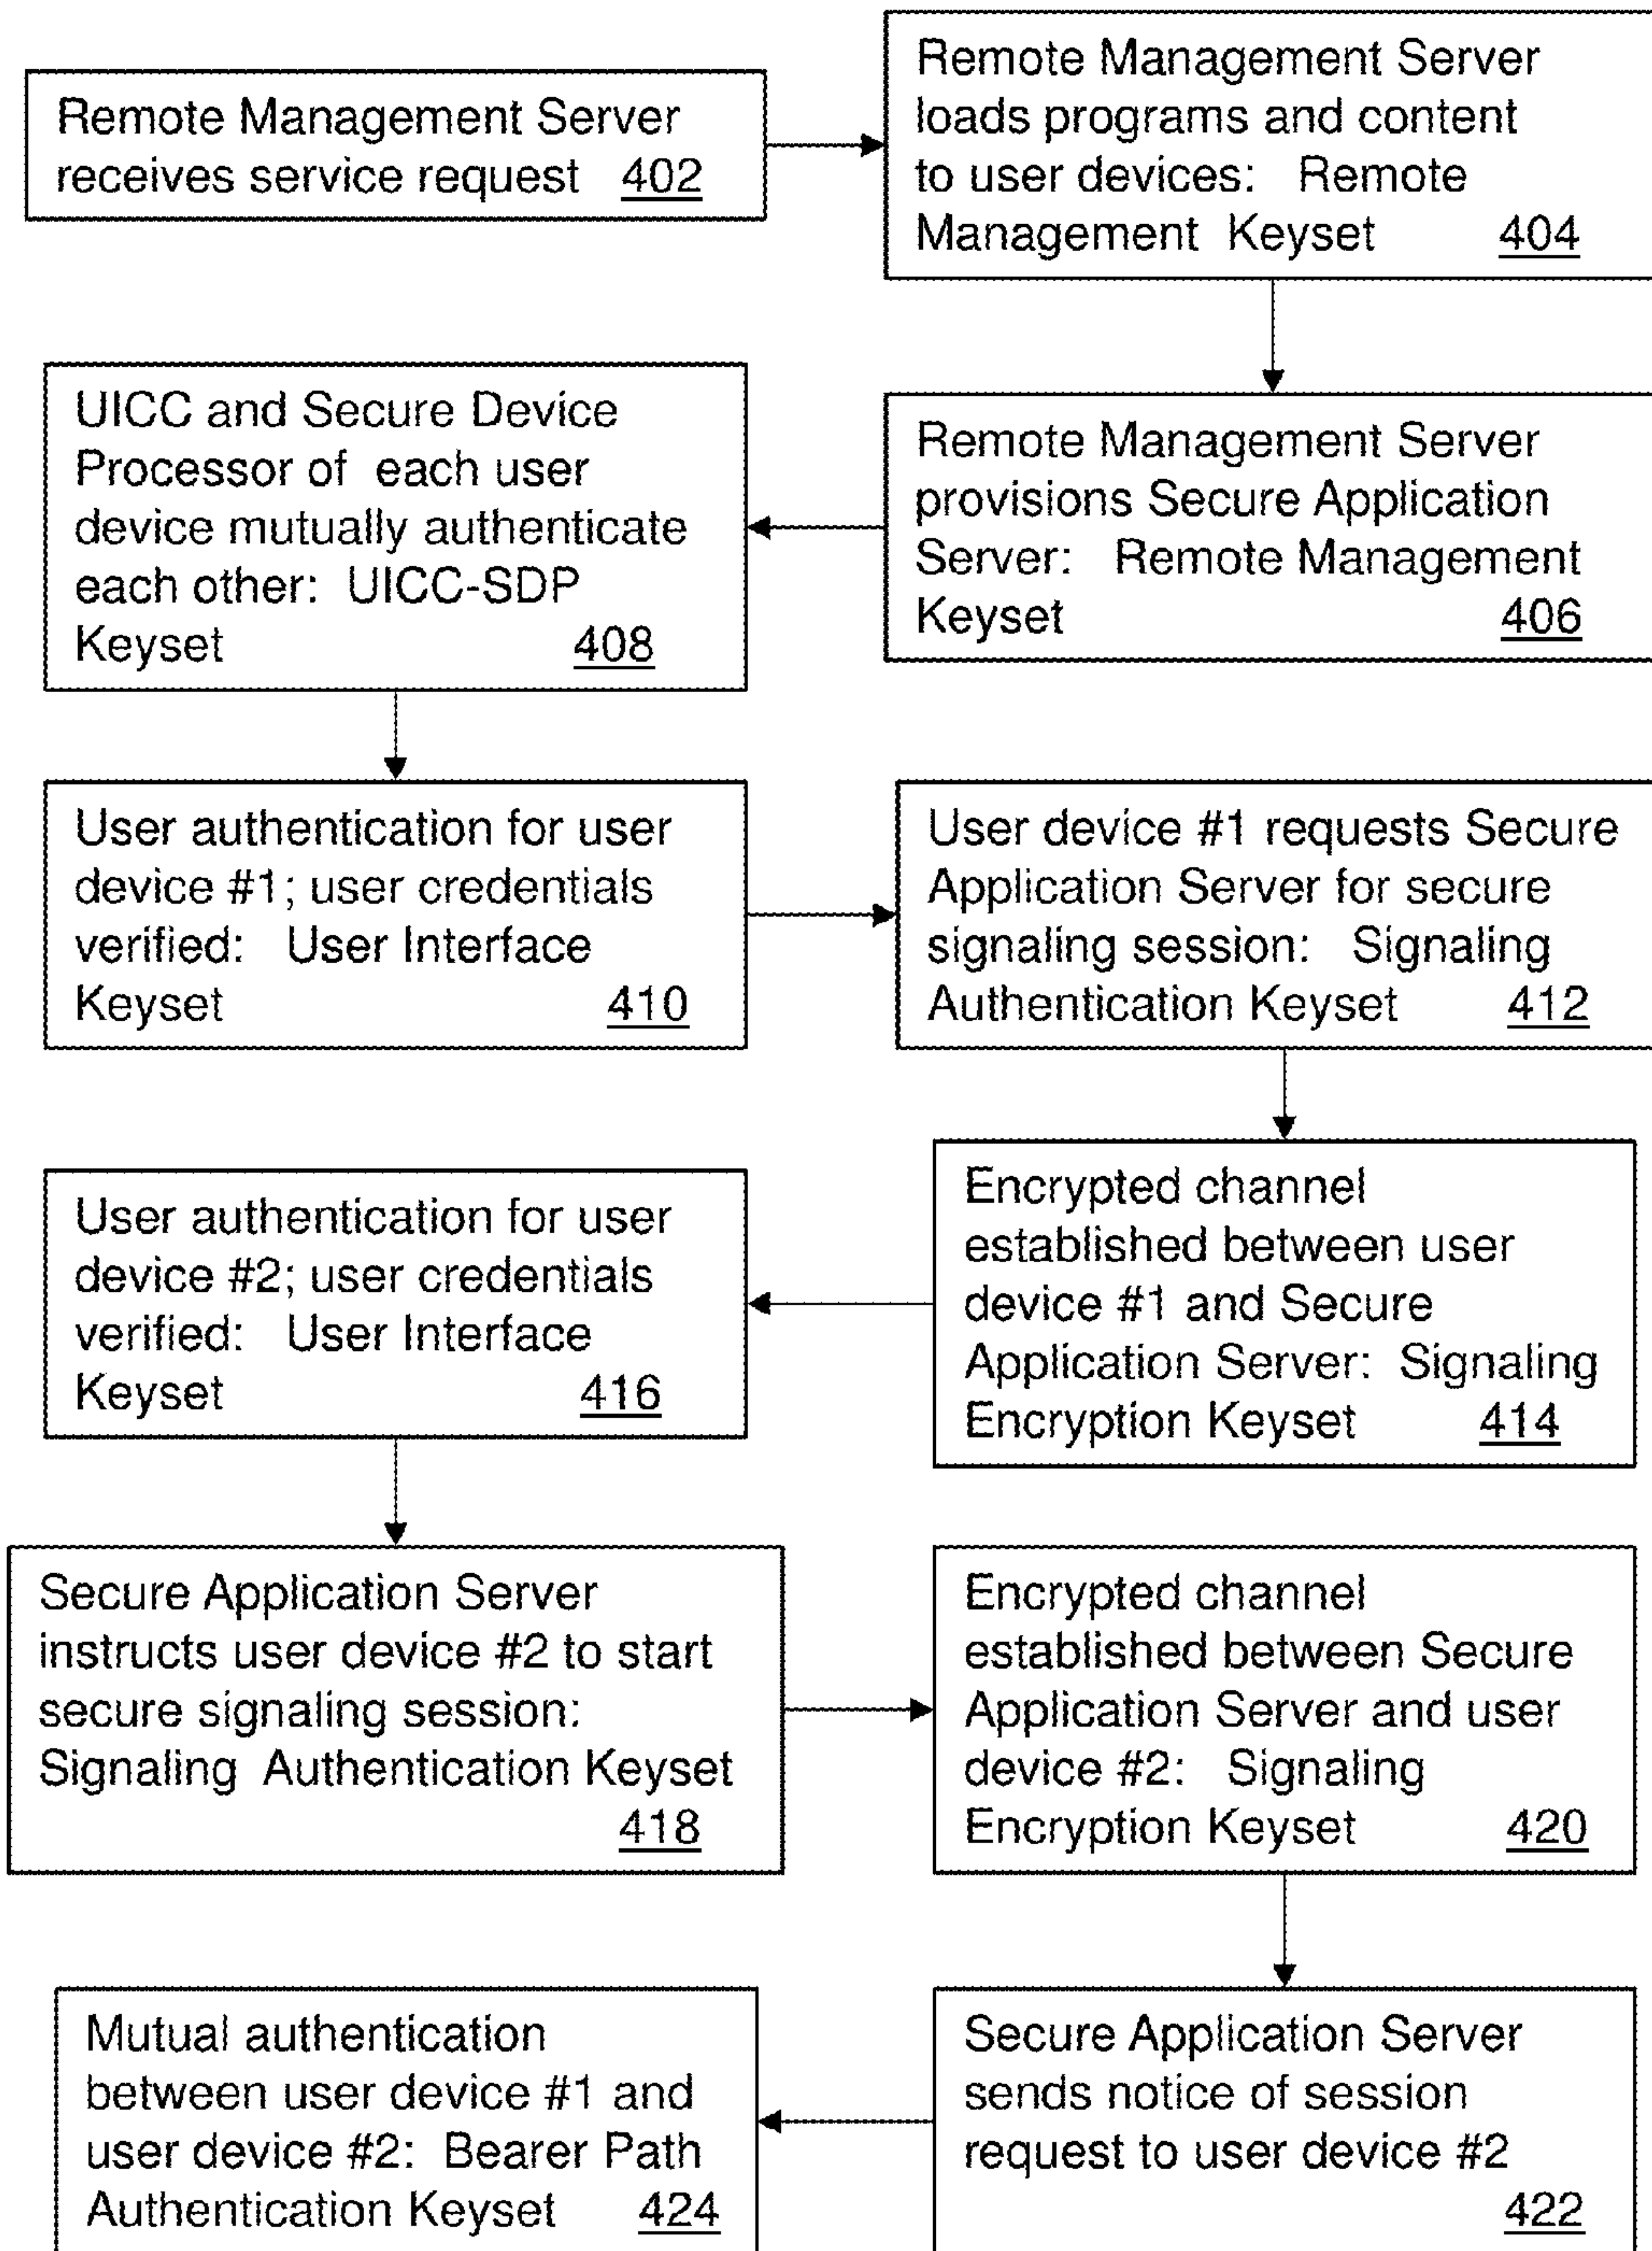 Remote Management Server
receives service request 402
Remote Management Server
loads programs and content
to user devices: Remote
Management Keyset 404
Remote Management Server
provisions Secure Application
Server: Remote Management
Keyset 406
UICC and Secure Device
Processor of each user
device mutually authenticate
each other: UICC-SDP
Keyset 408
User authentication for user
device #1; user credentials
verified: User Interface
Keyset 410
User device #1 requests Secure
Application Server for secure
signaling session: Signaling
Authentication Keyset 412
Encrypted channel
established between user
device #1 and Secure
Application Server: Signaling
Encryption Keyset 414
User authentication for user
device #2; user credentials
verified: User Interface
Keyset 416
Secure Application Server
instructs user device #2 to start
secure signaling session:
Signaling Authentication Keyset
418
Encrypted channel
established between Secure
Application Server and user
device #2: Signaling
Encryption Keyset 420
Secure Application Server
sends notice of session
request to user device #2
422
Mutual authentication
between user device #1 and
user device #2: Bearer Path
Authentication Keyset 424